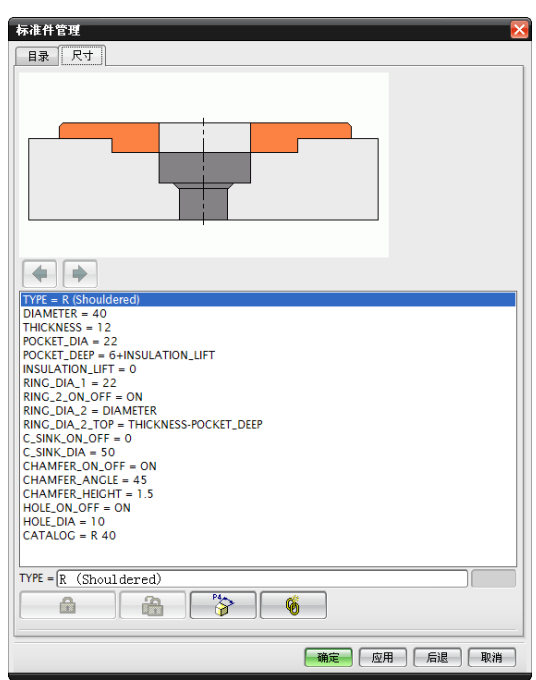 标准件管理
目录 尺寸
TYPE = R (Shouldered)
DIAMETER = 40
THICKNESS = 12
POCKET_DIA = 22
POCKET_DEEP = 6+INSULATION_LIFT
INSULATION_LIFT = 0
RING_DIA_1 = 22
RING_2_ON_OFF = ON
RING_DIA_2 = DIAMETER
RING_DIA_2_TOP = THICKNESS-POCKET_DEEP
C_SINK_ON_OFF = 0
C_SINK_DIA = 50
CHAMFER_ON_OFF = ON
CHAMFER_ANGLE = 45
CHAMFER_HEIGHT = 1.5
HOLE_ON_OFF = ON
HOLE_DIA = 10
CATALOG = R 40
TYPE = R (Shouldered)
P4
确定 应用 后退 取消